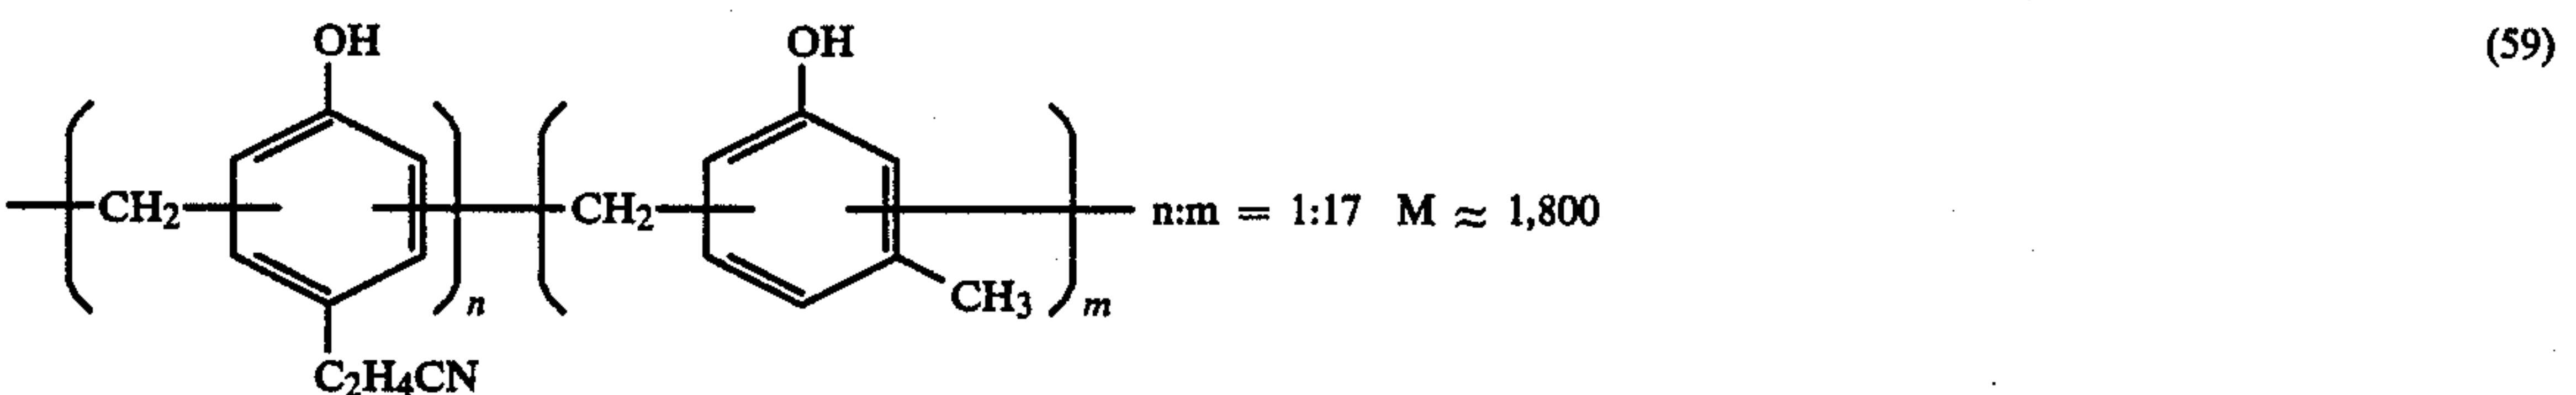 OH OH (59)
CH2 CH2 n:m = 1:17 M ≈ 1,800
n CH3 m
C2H4CN